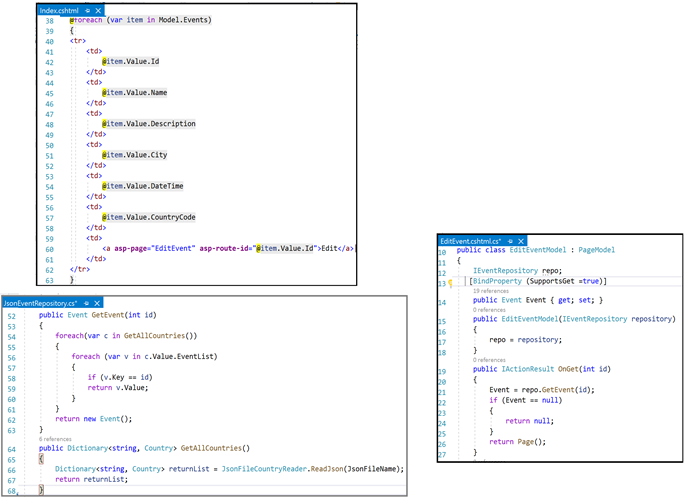 Index.cshtml
38 @foreach (var item in Model.Events)
39 {
40 <tr>
41 <td>
42 @item.Value.Id
43 </td>
44 <td>
45 @item.Value.Name
46 </td>
47 <td>
48 @item.Value.Description
49 </td>
50 <td>
51 @item.Value.City
52 </td>
53 <td>
54 @item.Value.DateTime
55 </td>
56 <td>
57 @item.Value.CountryCode
58 </td>
59 <td>
60 <a asp-page="EditEvent" asp-route-id="@item.Value.Id">Edit</a>
61 </td>
62 </tr>
63 }
JsonEventRepository.cs*
52 public Event GetEvent(int id)
53 {
54 foreach(var c in GetAllCountries())
55 {
56 foreach (var v in c.Value.EventList)
57 {
58 if (v.Key == id)
59 return v.Value;
60 }
61 }
62 return new Event();
63 }
6 references
64 public Dictionary<string, Country> GetAllCountries()
65 {
66 Dictionary<string, Country> returnList = JsonFileCountryReader.ReadJson(JsonFileName);
67 return returnList;
68 }
EditEvent.cshtml.cs*
10 public class EditEventModel : PageModel
11 {
12 IEventRepository repo;
13 [BindProperty (SupportsGet =true)]
19 references
14 public Event Event { get; set; }
0 references
15 public EditEventModel(IEventRepository repository)
16 {
17 repo = repository;
18 }
0 references
19 public IActionResult OnGet(int id)
20 {
21 Event = repo.GetEvent(id);
22 if (Event == null)
23 {
24 return null;
25 }
26 return Page();
27 }